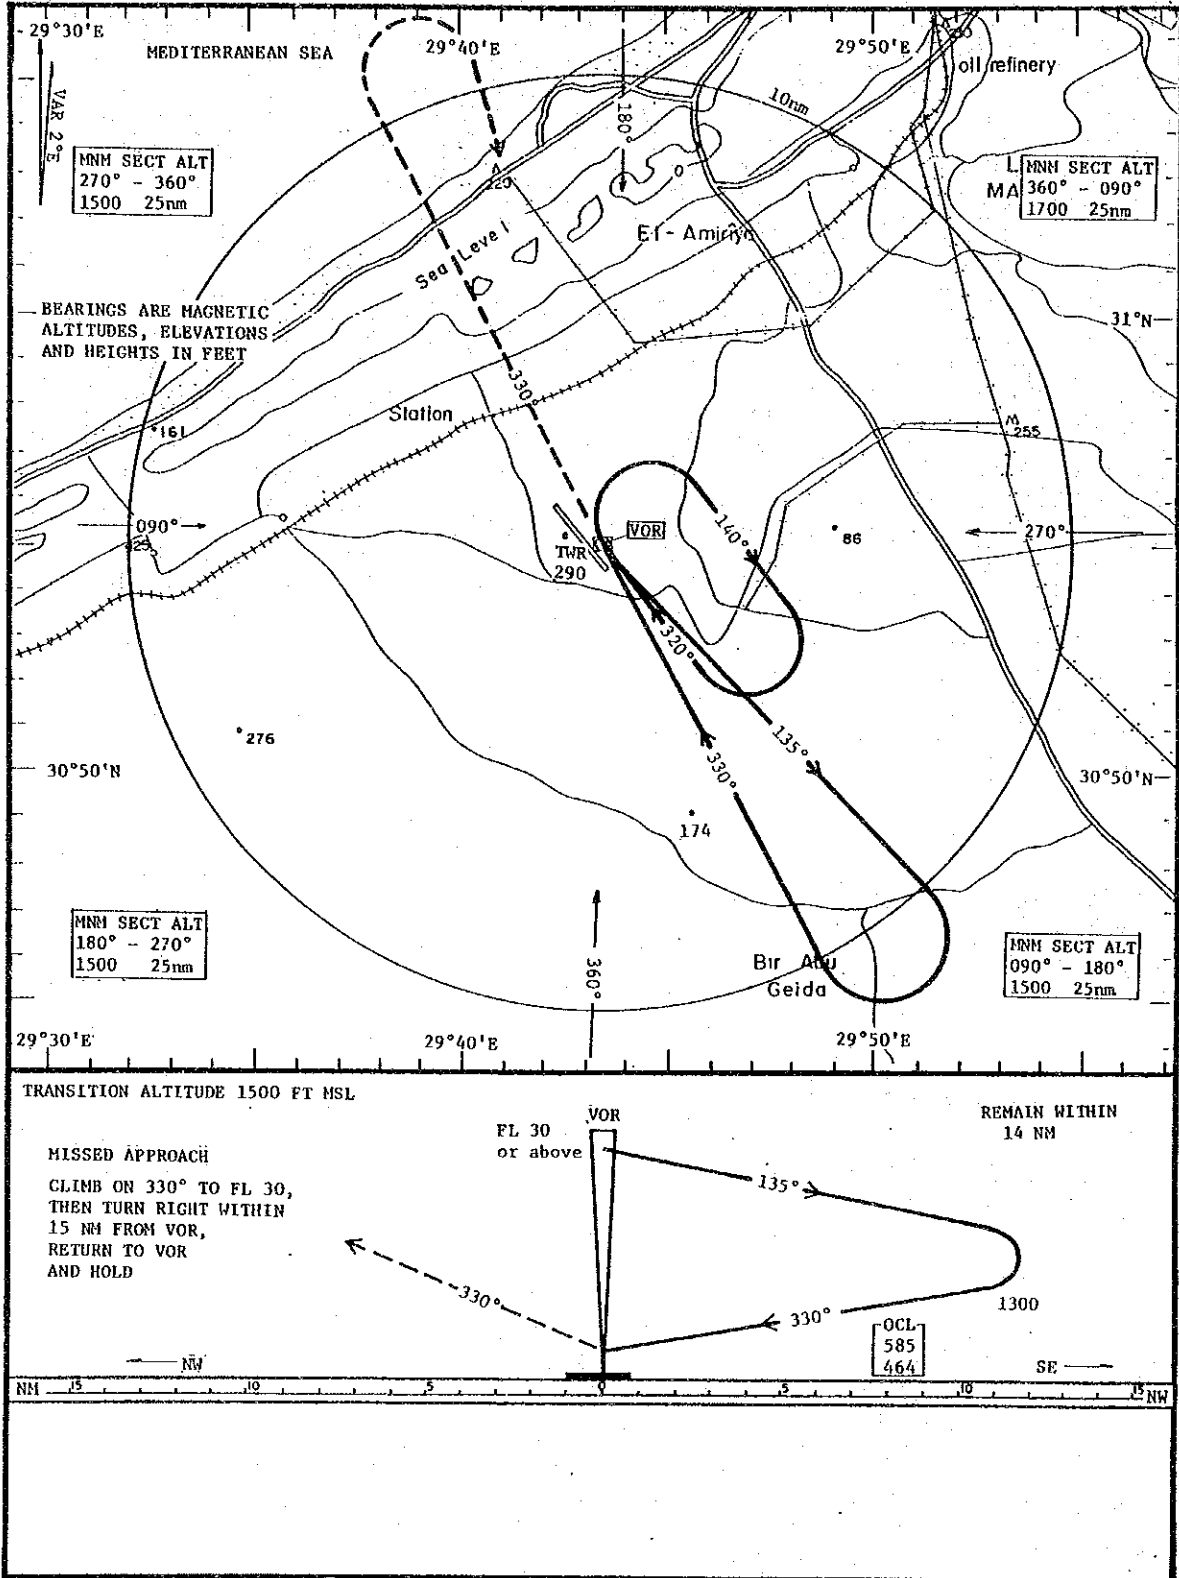 29°30'E
MEDITERRANEAN SEA
29°40'E
29°50'E
oil refinery
VAR 2°E
10nm
180°
MNM SECT ALT
270° - 360°
1500 25nm
MNM SECT ALT
360° - 090°
1700 25nm
L
MA
220
El-Amiriya
Sea Level
BEARINGS ARE MAGNETIC
ALTITUDES, ELEVATIONS
AND HEIGHTS IN FEET
31°N
330°
Station
161
255
090°
VOR
140°
86
270°
TWR
290
320°
276
135°
330°
30°50'N
30°50'N
174
MNM SECT ALT
180° - 270°
1500 25nm
360°
Bir Abu
Geida
MNM SECT ALT
090° - 180°
1500 25nm
29°30'E
29°40'E
29°50'E
TRANSITION ALTITUDE 1500 FT MSL
VOR
FL 30
or above
REMAIN WITHIN
14 NM
MISSED APPROACH
CLIMB ON 330° TO FL 30,
THEN TURN RIGHT WITHIN
15 NM FROM VOR,
RETURN TO VOR
AND HOLD
135°
330°
330°
1300
OCL
585
464
NW
SE
NM 15 10 5 0 5 10 15 NW